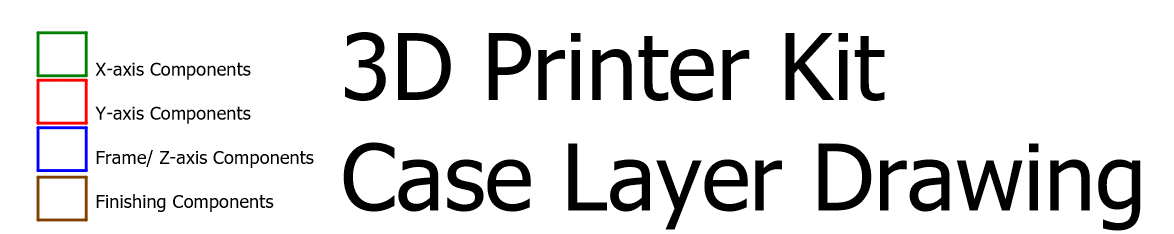 X-axis Components
Y-axis Components
Frame/ Z-axis Components
Finishing Components
3D Printer Kit
Case Layer Drawing